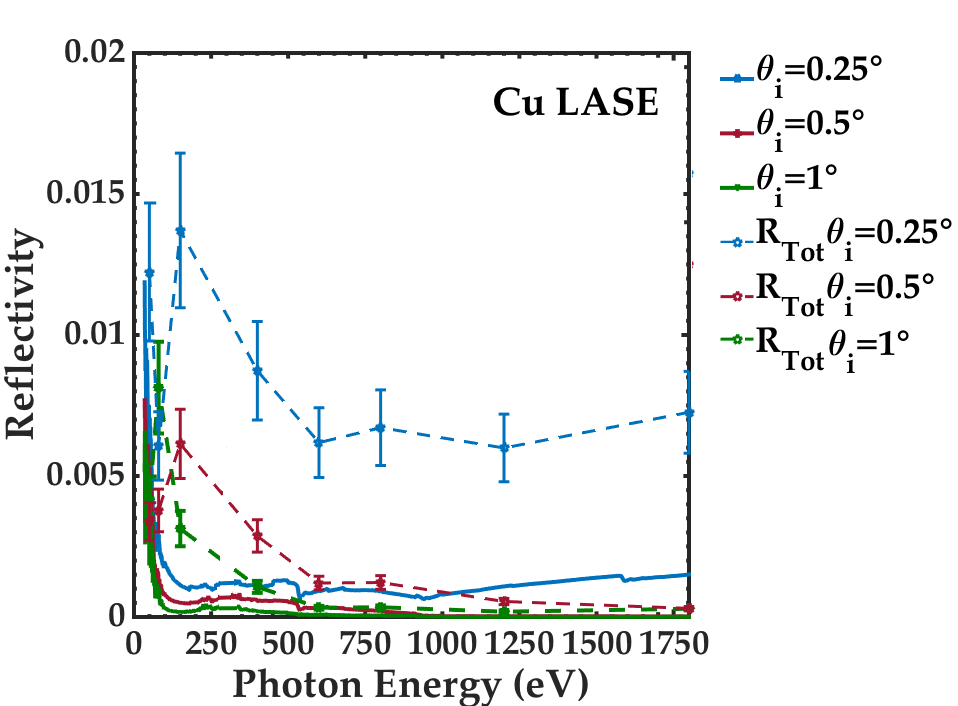 Cu LASE
0.02
0.015
0.01
0.005
0
0 250 500 750 1000 1250 1500 1750
Photon Energy (eV)
Reflectivity
θi=0.25°
θi=0.5°
θi=1°
RTotθi=0.25°
RTotθi=0.5°
RTotθi=1°